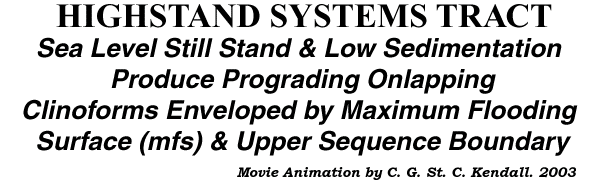 HIGHSTAND SYSTEMS TRACT
Sea Level Still Stand & Low Sedimentation
Produce Prograding Onlapping
Clinoforms Enveloped by Maximum Flooding
Surface (mfs) & Upper Sequence Boundary
Movie Animation by C. G. St. C. Kendall. 2003